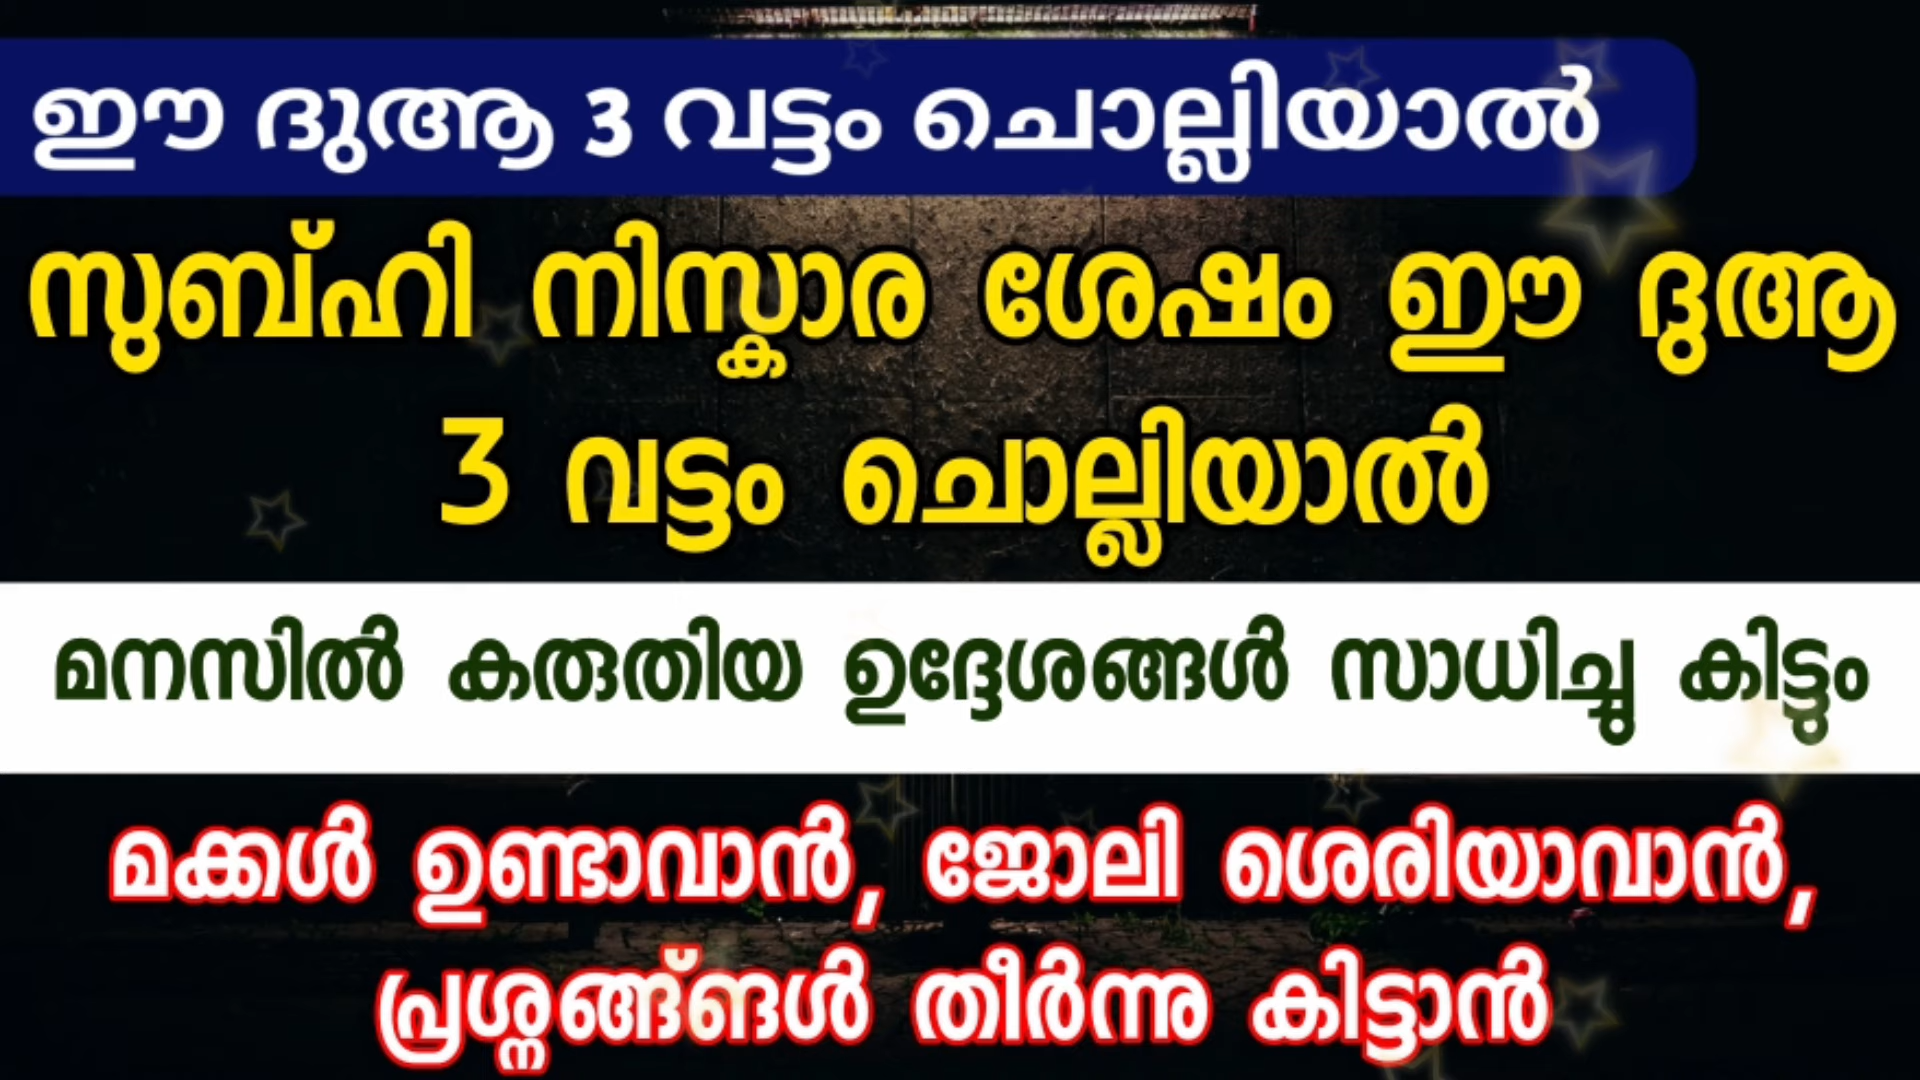 ഈ ദുആ 3 വട്ടം ചൊല്ലിയാൽ
സുബ്ഹി നിസ്കാര ശേഷം ഈ ദുആ
3 വട്ടം ചൊല്ലിയാൽ
മനസിൽ കരുതിയ ഉദ്ദേശങ്ങൾ സാധിച്ചു കിട്ടും
മക്കൾ ഉണ്ടാവാൻ, ജോലി ശെരിയാവാൻ,
പ്രശ്നങ്ങ്ങൾ തീർന്നു കിട്ടാൻ